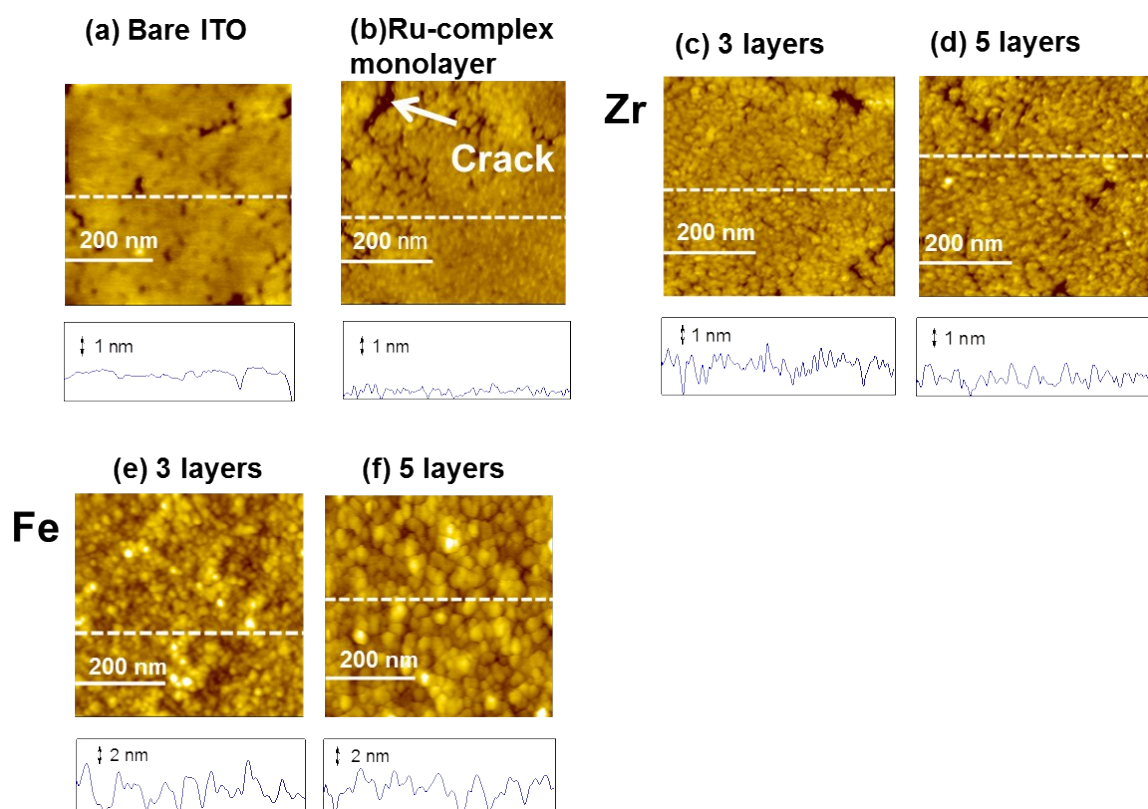 (a) Bare ITO
(b)Ru-complex
monolayer
(c) 3 layers
(d) 5 layers
Zr
Crack
200 nm
200 nm
200 nm
200 nm
1 nm
1 nm
1 nm
1 nm
(e) 3 layers
(f) 5 layers
Fe
200 nm
200 nm
2 nm
2 nm